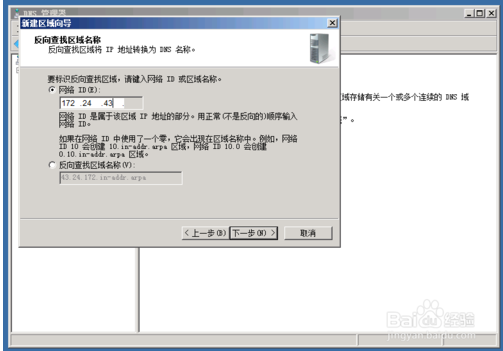 DNS 管理器
新建区域向导
反向查找区域名称
反向查找区域将 IP 地址转换为 DNS 名称。
要标识反向查找区域，请键入网络 ID 或区域名称。
网络 ID(E):
172 .24 .43 .
网络 ID 是属于该区域 IP 地址的部分。用正常(不是反向的)顺序输入
网络 ID。
如果在网络 ID 中使用了一个零，它会出现在区域名称中。例如，网络
ID 10 会创建 10.in-addr.arpa 区域，网络 ID 10.0 会创建
0.10.in-addr.arpa 区域。
反向查找区域名称(V):
43.24.172.in-addr.arpa
< 上一步(B)
下一步(N) >
取消
域存储有关一个或多个连续的 DNS 域
”。
Baidu 经验
jingyan.baidu.com